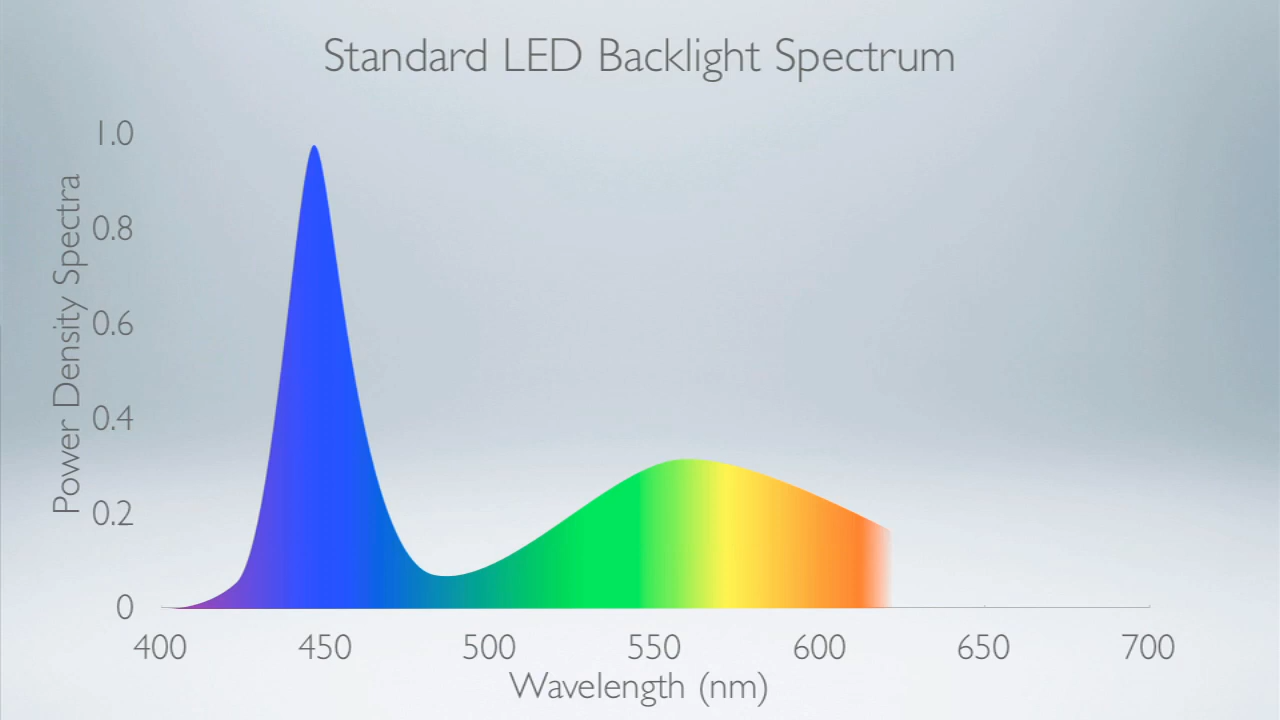 Standard LED Backlight Spectrum
Power Density Spectra
1.0
0.8
0.6
0.4
0.2
0
400 450 500 550 600 650 700
Wavelength (nm)